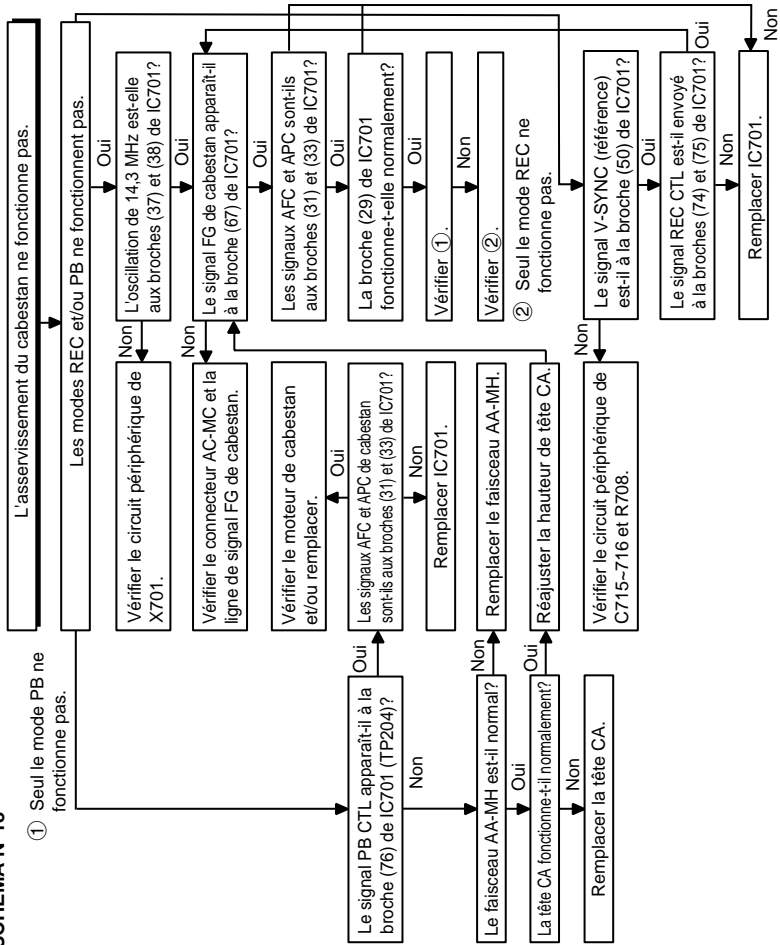 SCHÉMA N°10
L'asservissement du cabestan ne fonctionne pas.
Les modes REC et/ou PB ne fonctionnent pas.
① Seul le mode PB ne
fonctionne pas.
Oui
L'oscillation de 14,3 MHz est-elle
aux broches (37) et (38) de IC701?
Non
Vérifier le circuit périphérique de
X701.
Oui
Le signal FG de cabestan apparaît-il
à la broche (67) de IC701?
Non
Vérifier le connecteur AC-MC et la
ligne de signal FG de cabestan.
Oui
Les signaux AFC et APC sont-ils
aux broches (31) et (33) de IC701?
Oui
La broche (29) de IC701
fonctionne-t-elle normalement?
Oui
Vérifier ①.
Non
Vérifier ②.
Vérifier le moteur de cabestan
et/ou remplacer.
Oui
Les signaux AFC et APC de cabestan
sont-ils aux broches (31) et (33) de IC701?
Non
Remplacer IC701.
Le signal PB CTL apparaît-il à la
broche (76) de IC701 (TP204)?
Oui
Non
Le faisceau AA-MH est-il normal?
Non
Remplacer le faisceau AA-MH.
Oui
La tête CA fonctionne-t-il normalement?
Oui
Réajuster la hauteur de tête CA.
Non
Remplacer la tête CA.
② Seul le mode REC ne
fonctionne pas.
Le signal V-SYNC (référence)
est-il à la broche (50) de IC701?
Non
Vérifier le circuit périphérique de
C715~716 et R708.
Oui
Le signal REC CTL est-il envoyé
à la broches (74) et (75) de IC701?
Oui
Non
Remplacer IC701.
Non